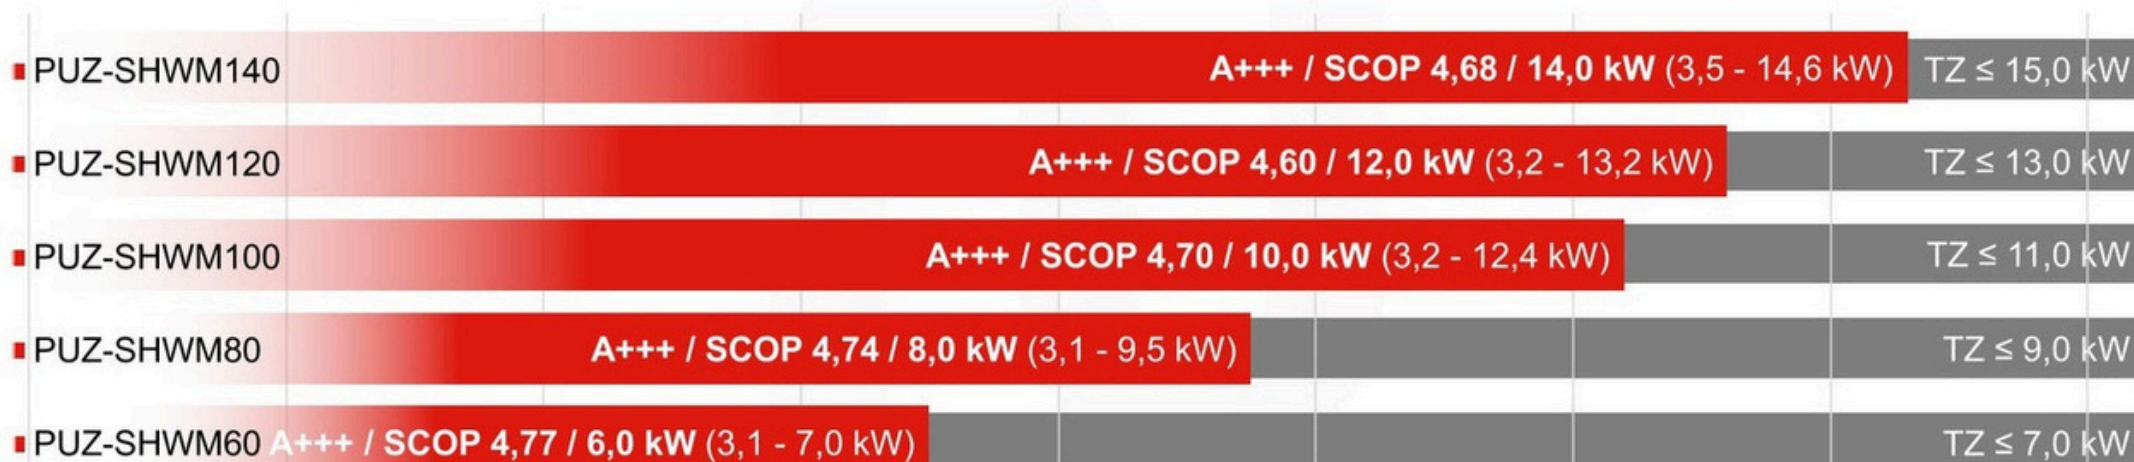 PUZ-SHWM140 A+++ / SCOP 4,68 / 14,0 kW (3,5 - 14,6 kW) TZ ≤ 15,0 kW
PUZ-SHWM120 A+++ / SCOP 4,60 / 12,0 kW (3,2 - 13,2 kW) TZ ≤ 13,0 kW
PUZ-SHWM100 A+++ / SCOP 4,70 / 10,0 kW (3,2 - 12,4 kW) TZ ≤ 11,0 kW
PUZ-SHWM80 A+++ / SCOP 4,74 / 8,0 kW (3,1 - 9,5 kW) TZ ≤ 9,0 kW
PUZ-SHWM60 A+++ / SCOP 4,77 / 6,0 kW (3,1 - 7,0 kW) TZ ≤ 7,0 kW